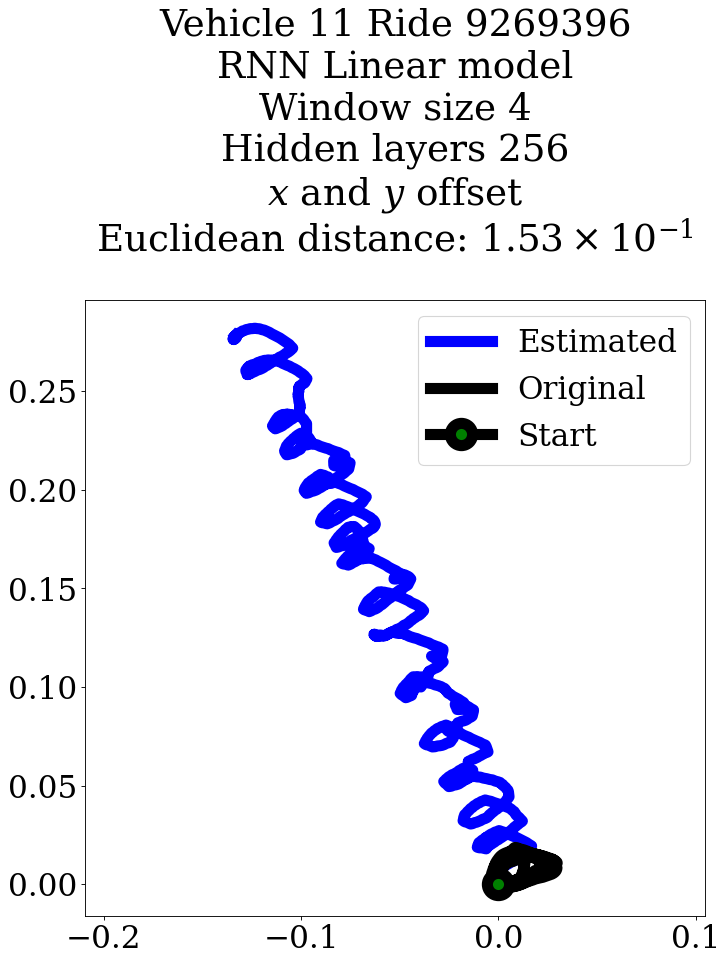 Vehicle 11 Ride 9269396
RNN Linear model
Window size 4
Hidden layers 256
x and y offset
Euclidean distance: 1.53 × 10⁻¹
Estimated
Original
Start
0.25
0.20
0.15
0.10
0.05
0.00
−0.2 −0.1 0.0 0.1